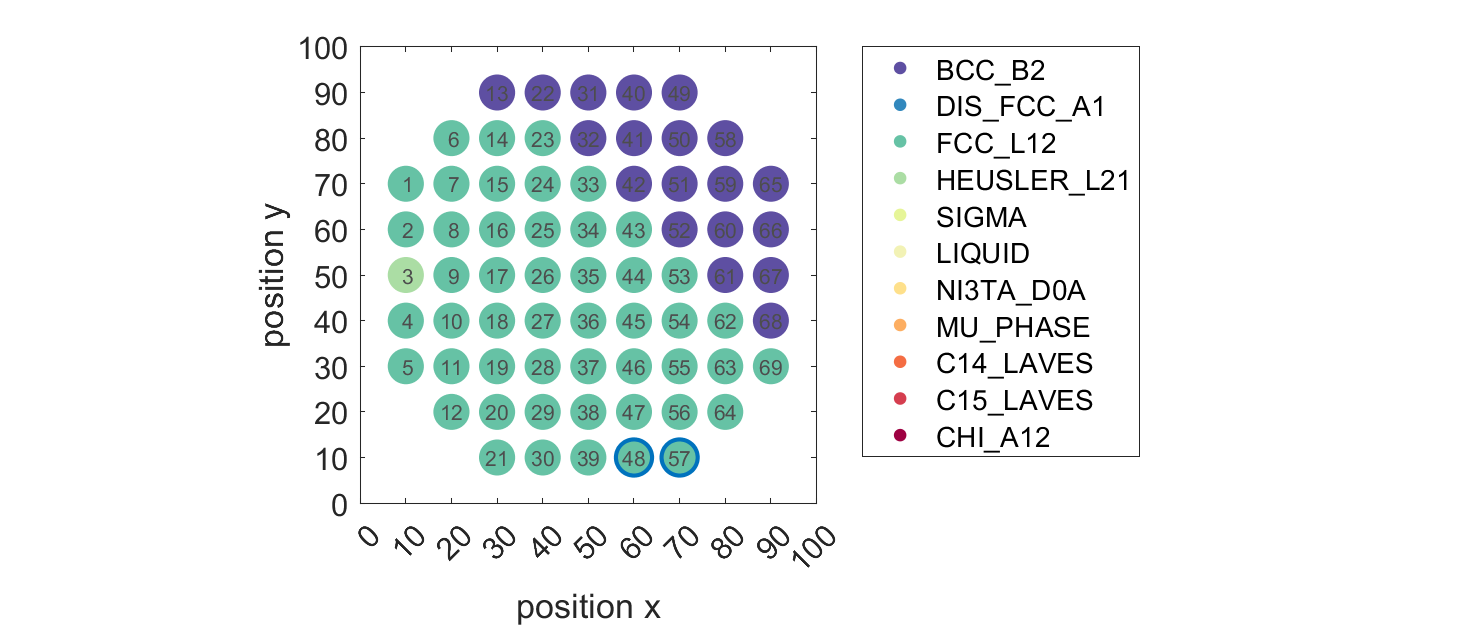 100
90
80
70
60
50
40
30
20
10
0
position y
13 22 31 40 49
6 14 23 32 41 50 58
1 7 15 24 33 42 51 59 65
2 8 16 25 34 43 52 60 66
3 9 17 26 35 44 53 61 67
4 10 18 27 36 45 54 62 68
5 11 19 28 37 46 55 63 69
12 20 29 38 47 56 64
21 30 39 48 57
0 10 20 30 40 50 60 70 80 90 100
position x
BCC_B2
DIS_FCC_A1
FCC_L12
HEUSLER_L21
SIGMA
LIQUID
NI3TA_D0A
MU_PHASE
C14_LAVES
C15_LAVES
CHI_A12